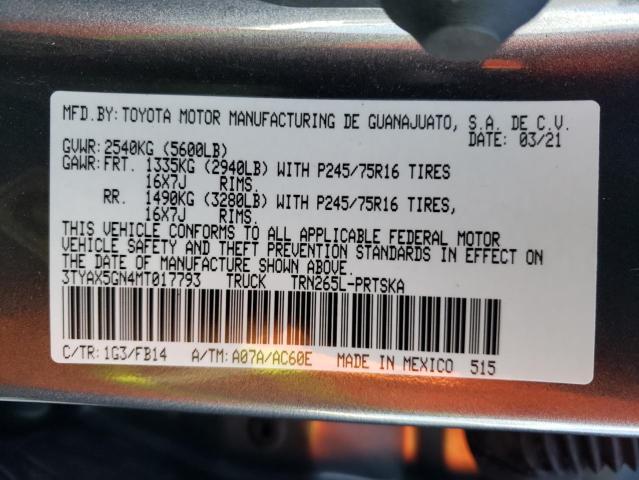 MFD.BY: TOYOTA MOTOR MANUFACTURING DE GUANAJUATO, S.A. DE C.V.
GVWR: 2540KG (5600LB) DATE: 03/21
GAWR: FRT. 1335KG (2940LB) WITH P245/75R16 TIRES
16X7J RIMS.
RR. 1490KG (3280LB) WITH P245/75R16 TIRES,
16X7J RIMS.
THIS VEHICLE CONFORMS TO ALL APPLICABLE FEDERAL MOTOR
VEHICLE SAFETY AND THEFT PREVENTION STANDARDS IN EFFECT ON
THE DATE OF MANUFACTURE SHOWN ABOVE.
3TYAX5GN4MT017793 TRUCK TRN265L-PRTSKA
C/TR: 1G3/FB14 A/TM: A07A/AC60E MADE IN MEXICO 515